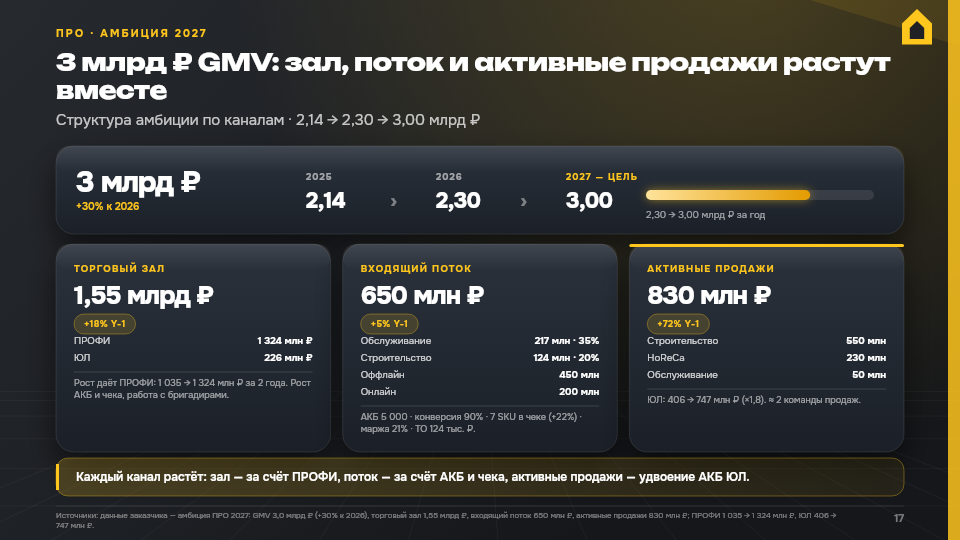 ПРО · АМБИЦИЯ 2027
3 млрд ₽ GMV: зал, поток и активные продажи растут
вместе
Структура амбиции по каналам · 2,14 → 2,30 → 3,00 млрд ₽
3 млрд ₽
+30% к 2026
2025
2,14
›
2026
2,30
›
2027 — ЦЕЛЬ
3,00
2,30 → 3,00 млрд ₽ за год
ТОРГОВЫЙ ЗАЛ
1,55 млрд ₽
+18% Y-1
ПРОФИ 1 324 млн ₽
ЮЛ 226 млн ₽
Рост даёт ПРОФИ: 1 035 → 1 324 млн ₽ за 2 года. Рост
АКБ и чека, работа с бригадирами.
ВХОДЯЩИЙ ПОТОК
650 млн ₽
+5% Y-1
Обслуживание 217 млн · 35%
Строительство 124 млн · 20%
Оффлайн 450 млн
Онлайн 200 млн
АКБ 5 000 · конверсия 90% · 7 SKU в чеке (+22%) ·
маржа 21% · ТО 124 тыс. ₽.
АКТИВНЫЕ ПРОДАЖИ
830 млн ₽
+72% Y-1
Строительство 550 млн
HoReCa 230 млн
Обслуживание 50 млн
ЮЛ: 406 → 747 млн ₽ (×1,8). ≈ 2 команды продаж.
Каждый канал растёт: зал — за счёт ПРОФИ, поток — за счёт АКБ и чека, активные продажи — удвоение АКБ ЮЛ.
Источники: данные заказчика — амбиция ПРО 2027: GMV 3,0 млрд ₽ (+30% к 2026), торговый зал 1,55 млрд ₽, входящий поток 650 млн ₽, активные продажи 830 млн ₽; ПРОФИ 1 035 → 1 324 млн ₽, ЮЛ 406 →
747 млн ₽.
17